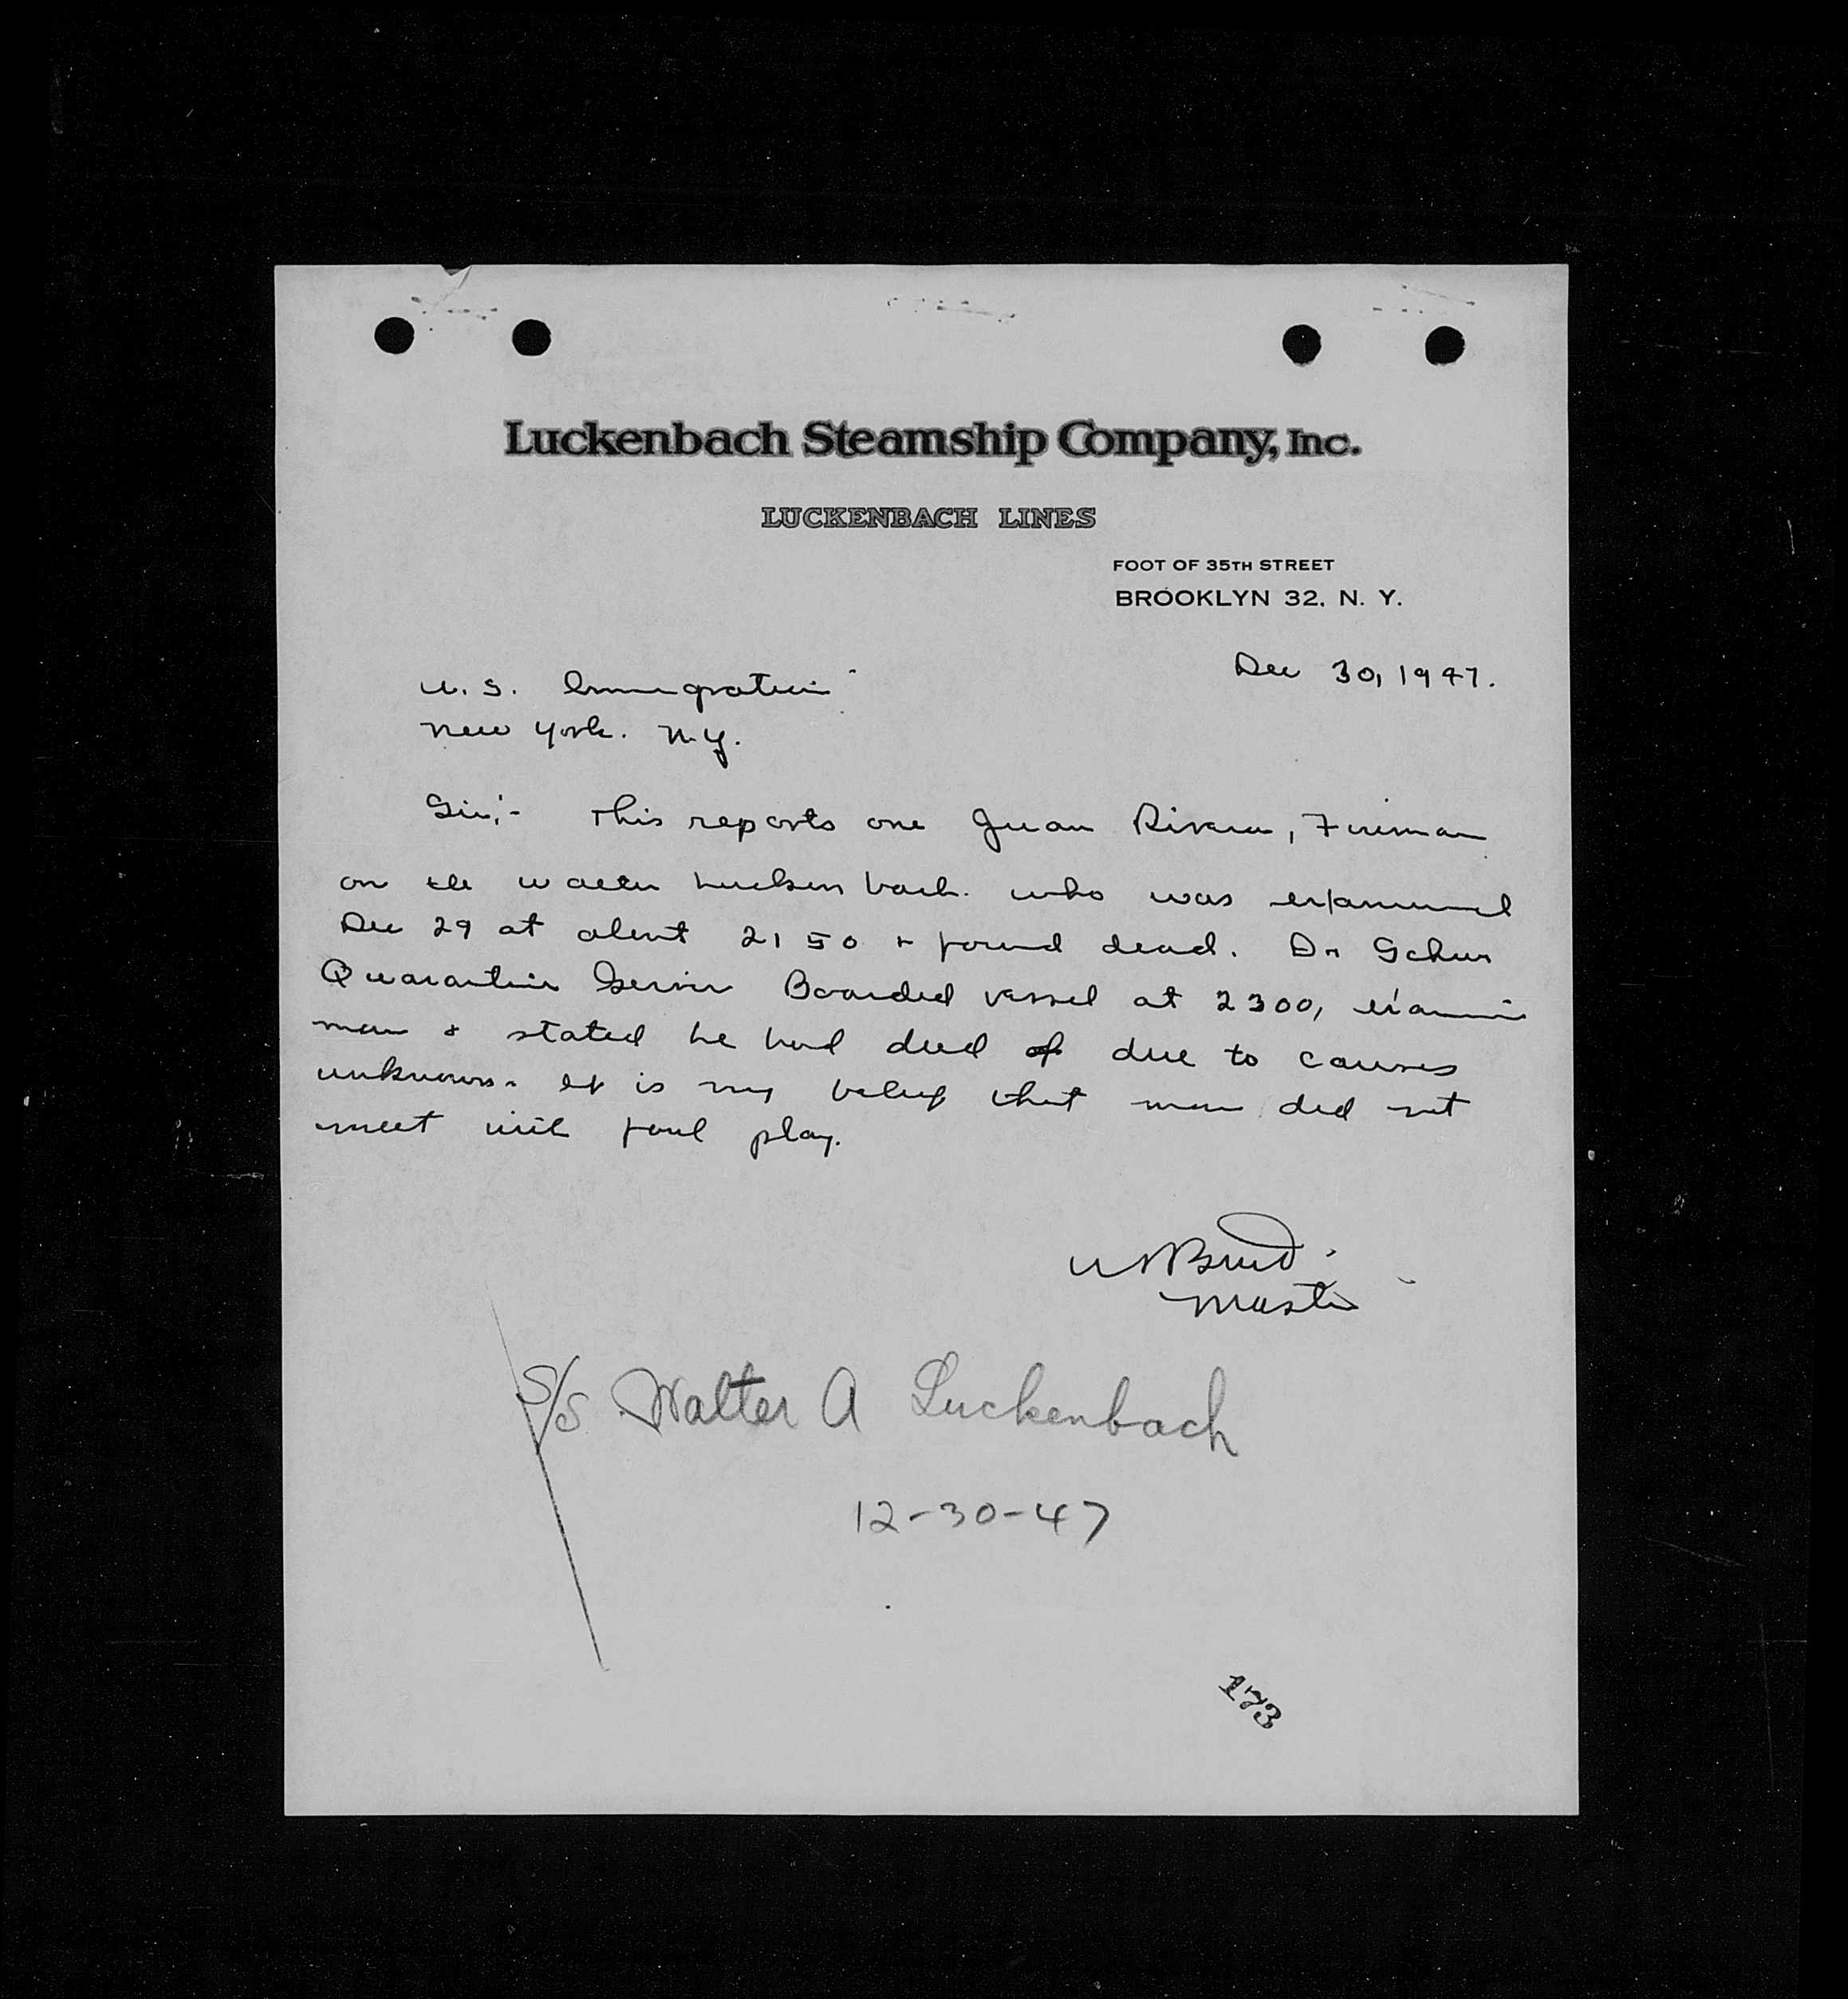 Luckenbach Steamship Company, Inc.
LUCKENBACH LINES
FOOT OF 35TH STREET
BROOKLYN 32, N. Y.
Dec 30, 1947.
U.S. Immigration
New York. N.Y.
Sir;- This reports one Juan Rivera, Fireman
on the Walter Luckenbach. who was examined
Dec 29 at about 2150 + found dead. Dr
Quarantine Service Boarded vessel at 2300,
man & stated he had died of due to causes
unknown. It is my belief that man did not
meet with foul play.
Master
S/S Walter A Luckenbach
12-30-47
173